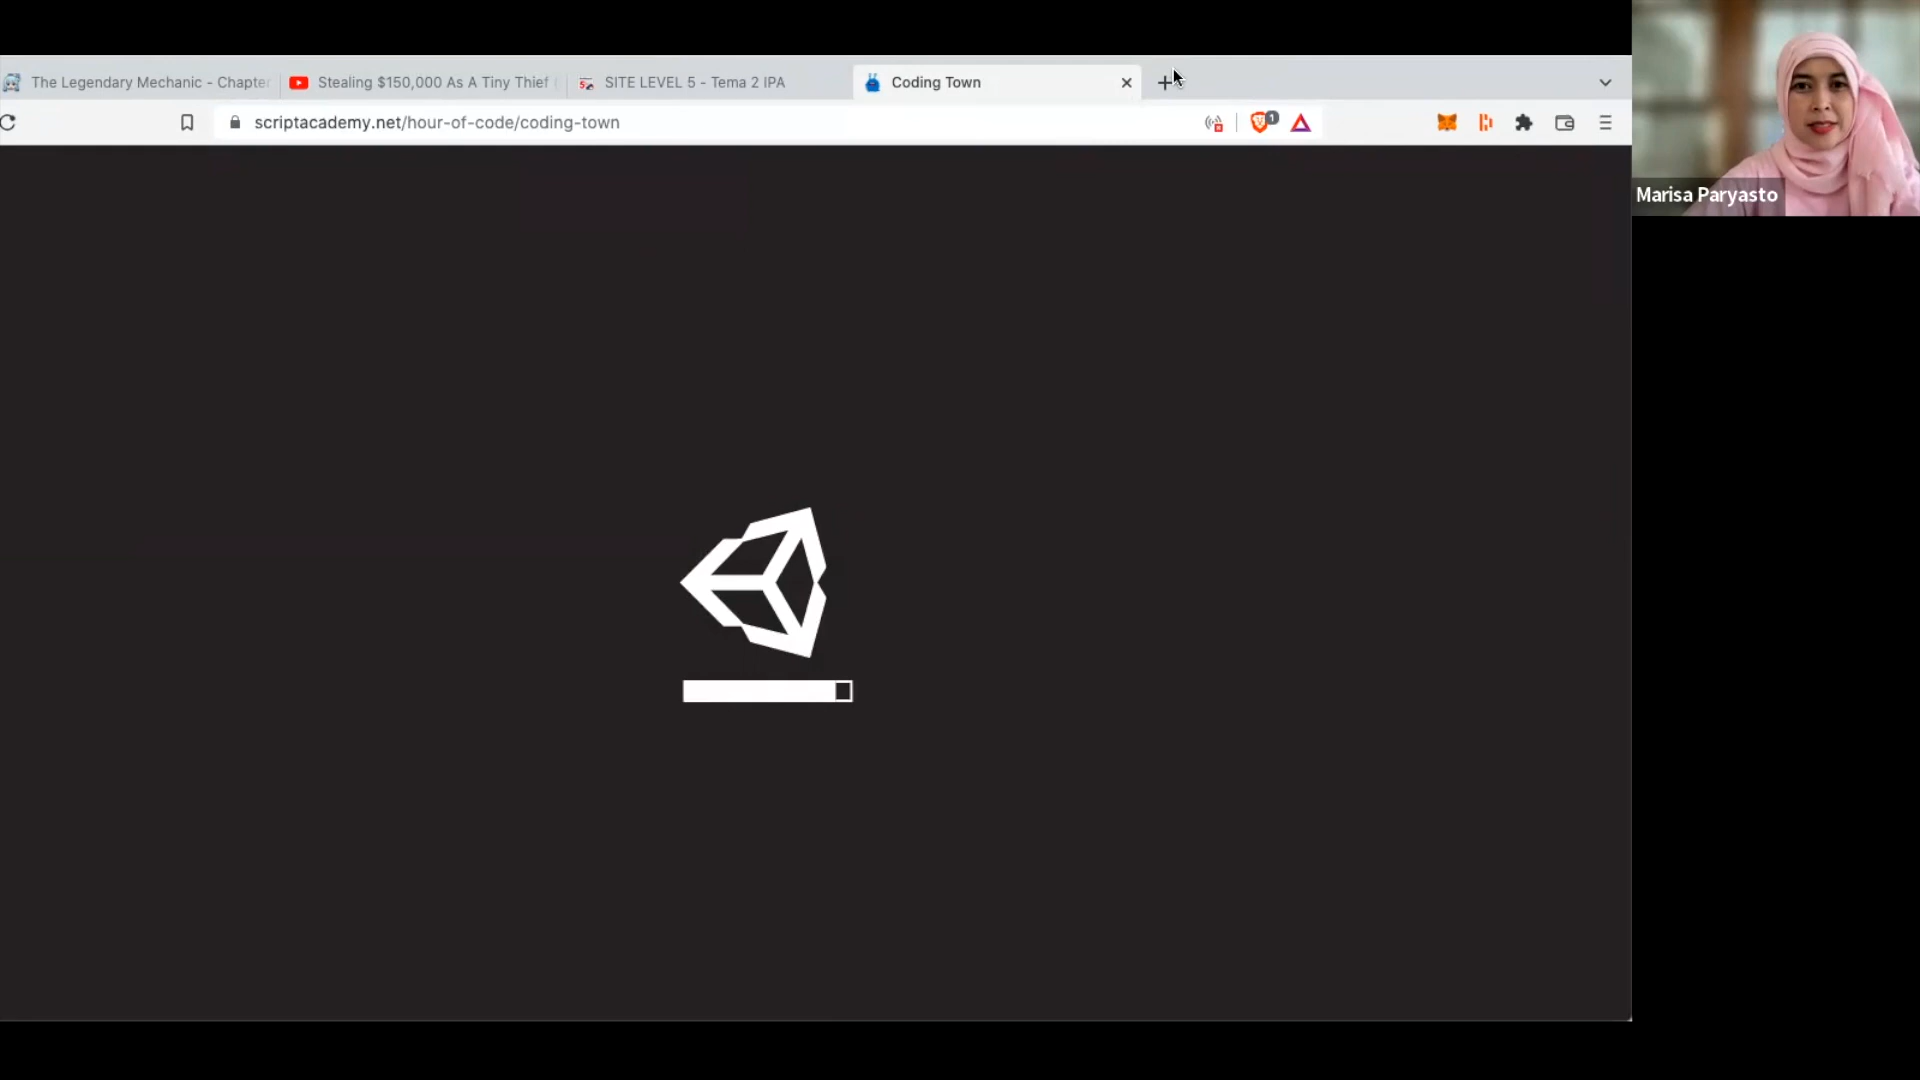 The Legendary Mechanic - Chapter
Stealing $150,000 As A Tiny Thief
SITE LEVEL 5 - Tema 2 IPA
Coding Town
scriptacademy.net/hour-of-code/coding-town
1
Marisa Paryasto